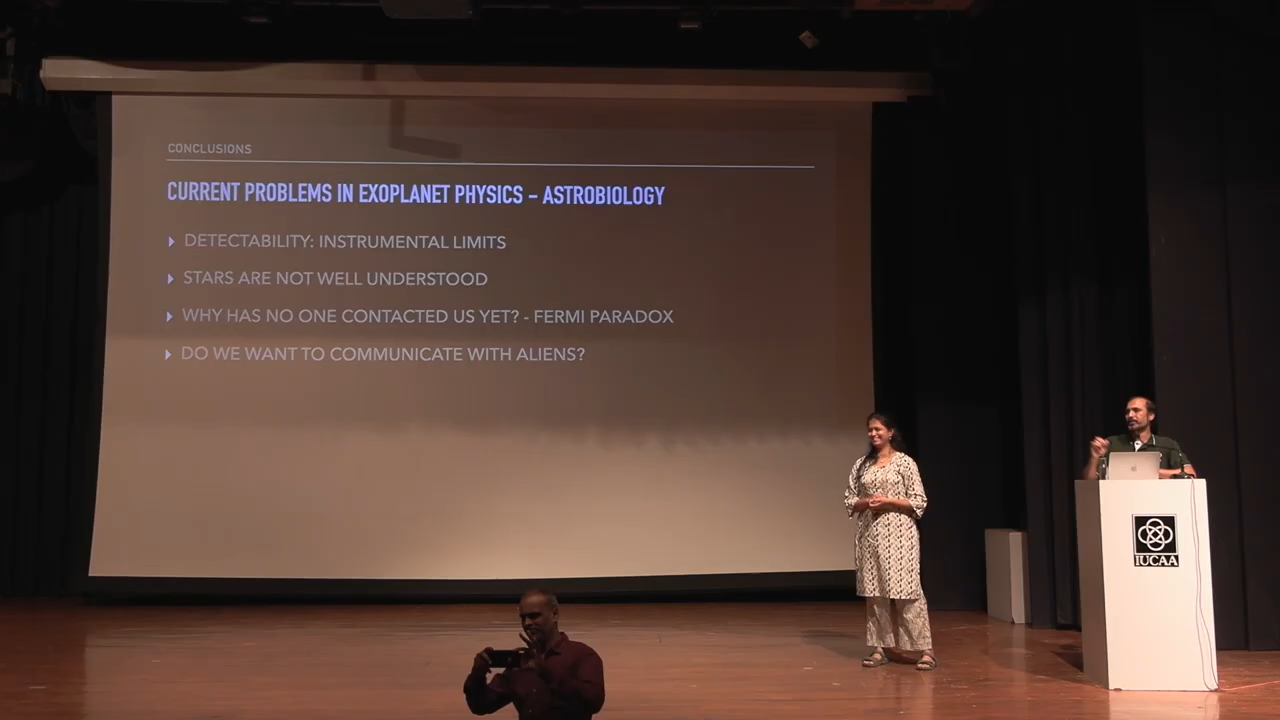 CONCLUSIONS
CURRENT PROBLEMS IN EXOPLANET PHYSICS – ASTROBIOLOGY
DETECTABILITY: INSTRUMENTAL LIMITS
STARS ARE NOT WELL UNDERSTOOD
WHY HAS NO ONE CONTACTED US YET? - FERMI PARADOX
DO WE WANT TO COMMUNICATE WITH ALIENS?
IUCAA